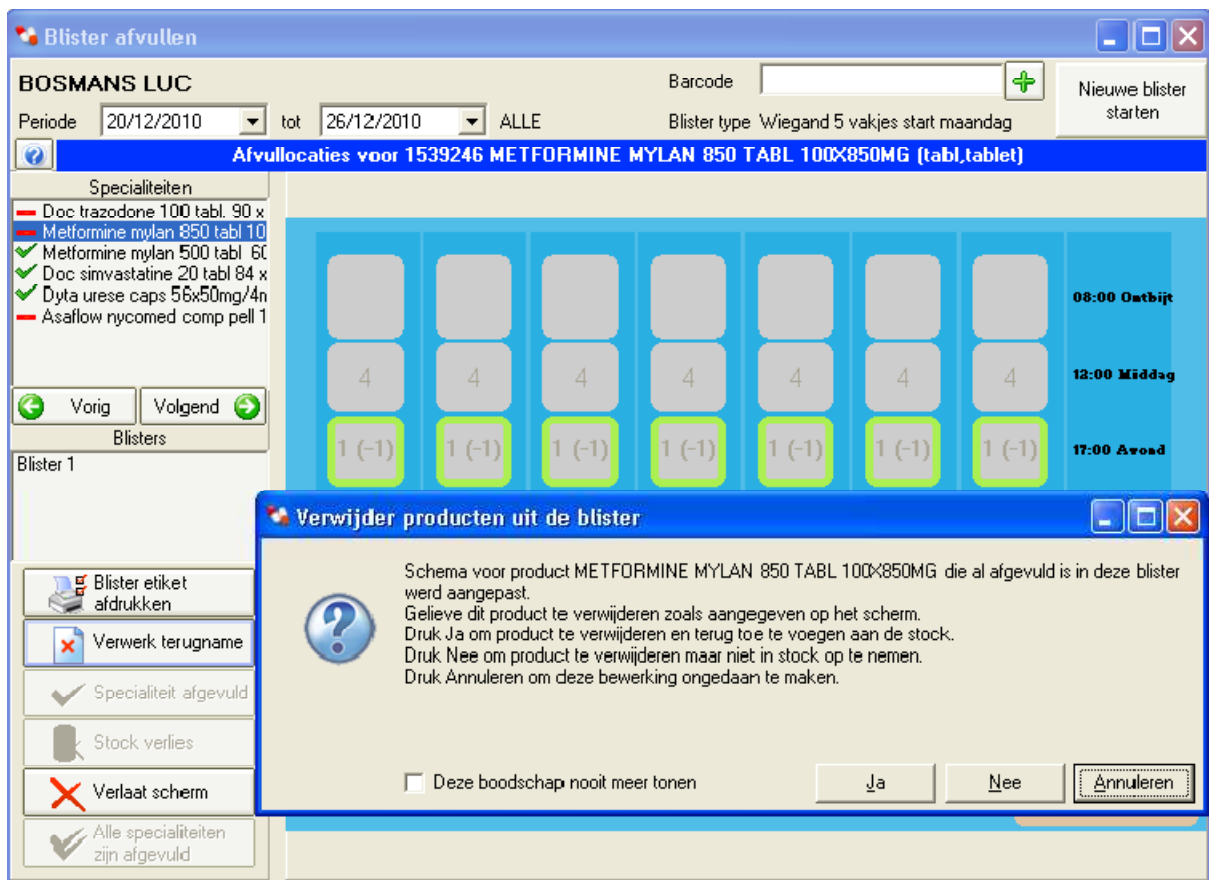 Blister afvullen
BOSMANS LUC
Barcode
Nieuwe blister
starten
Periode 20/12/2010 tot 26/12/2010 ALLE
Blister type Wiegand 5 vakjes start maandag
Afvullocaties voor 1539246 METFORMINE MYLAN 850 TABL 100X850MG (tabl,tablet)
Specialiteiten
Doc trazodone 100 tabl. 90 x
Metformine mylan 850 tabl 10
Metformine mylan 500 tabl 60
Doc simvastatine 20 tabl 84 x
Dyta urese caps 56x50mg/4n
Asaflow nycomed comp pell 1
Vorig Volgend
Blisters
Blister 1
08:00 Ontbijt
4 4 4 4 4 4 4 12:00 Middag
1 (-1) 1 (-1) 1 (-1) 1 (-1) 1 (-1) 1 (-1) 1 (-1) 17:00 Avond
Blister etiket
afdrukken
Verwerk terugname
Specialiteit afgevuld
Stock verlies
Verlaat scherm
Alle specialiteiten
zijn afgevuld
Verwijder producten uit de blister
Schema voor product METFORMINE MYLAN 850 TABL 100X850MG die al afgevuld is in deze blister
werd aangepast.
Gelieve dit product te verwijderen zoals aangegeven op het scherm.
Druk Ja om product te verwijderen en terug toe te voegen aan de stock.
Druk Nee om product te verwijderen maar niet in stock op te nemen.
Druk Annuleren om deze bewerking ongedaan te maken.
Deze boodschap nooit meer tonen
Ja Nee Annuleren